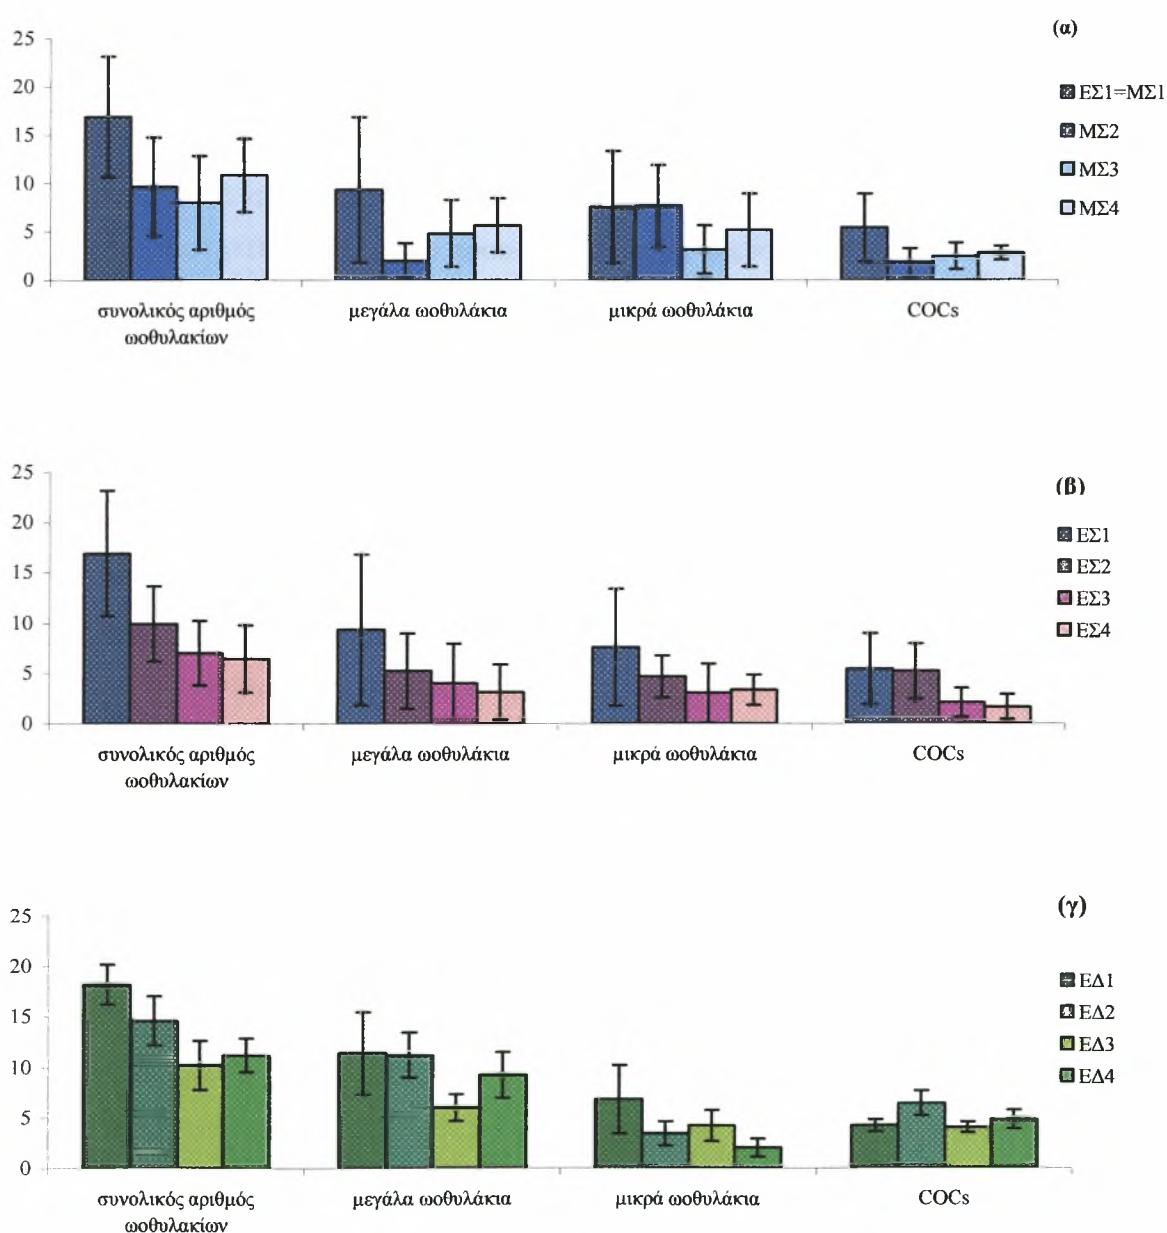 (α)
25
20
15
10
5
0
ΕΣ1=ΜΣ1
ΜΣ2
ΜΣ3
ΜΣ4
συνολικός αριθμός
ωοθυλακίων
μεγάλα ωοθυλάκια
μικρά ωοθυλάκια
COCs
(β)
25
20
15
10
5
0
ΕΣ1
ΕΣ2
ΕΣ3
ΕΣ4
συνολικός αριθμός
ωοθυλακίων
μεγάλα ωοθυλάκια
μικρά ωοθυλάκια
COCs
(γ)
25
20
15
10
5
0
ΕΔ1
ΕΔ2
ΕΔ3
ΕΔ4
συνολικός αριθμός
ωοθυλακίων
μεγάλα ωοθυλάκια
μικρά ωοθυλάκια
COCs